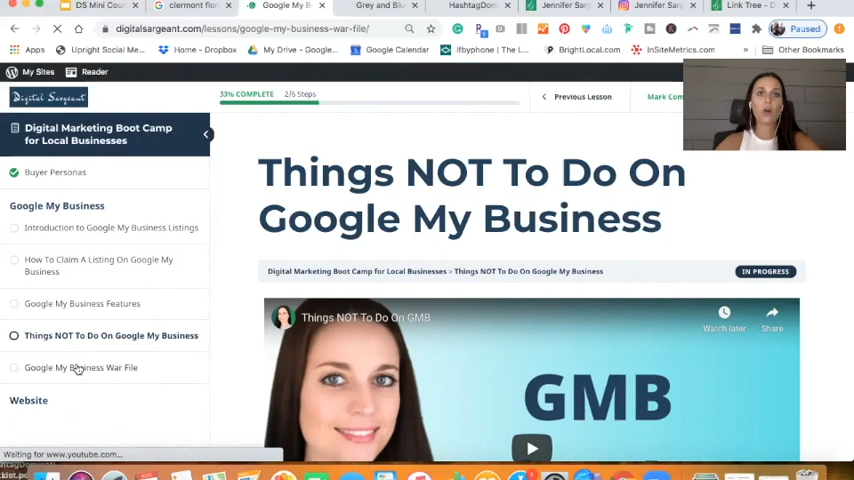 DS Mini Cour
clermont flor
Google My B
Grey and Blu
HashtagDom
Jennifer Sarg
Jennifer Sarg
Link Tree - D
digitalsargeant.com/lessons/google-my-business-war-file/
Paused
Apps
Upright Social Me...
Home - Dropbox
My Drive - Google...
Google Calendar
Ifbyphone | The L...
BrightLocal.com
InSiteMetrics.com
»
Other Bookmarks
My Sites
Reader
Digital Sargeant
33% COMPLETE
2/6 Steps
Previous Lesson
Mark Com
Digital Marketing Boot Camp
for Local Businesses
Buyer Personas
Google My Business
Introduction to Google My Business Listings
How To Claim A Listing On Google My
Business
Google My Business Features
Things NOT To Do On Google My Business
Google My Business War File
Website
Things NOT To Do On
Google My Business
Digital Marketing Boot Camp for Local Businesses > Things NOT To Do On Google My Business
IN PROGRESS
Things NOT To Do On GMB
Watch later
Share
GMB
Waiting for www.youtube.com...